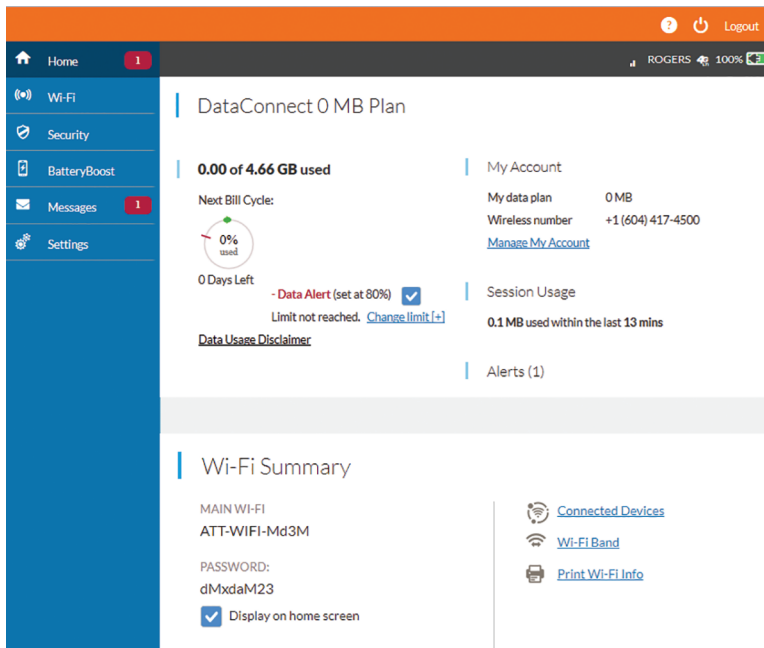 ? Logout
Home 1
ROGERS 100%
Wi-Fi
Security
BatteryBoost
Messages 1
Settings
DataConnect 0 MB Plan
0.00 of 4.66 GB used
Next Bill Cycle:
0%
used
0 Days Left
- Data Alert (set at 80%)
Limit not reached. Change limit [+]
Data Usage Disclaimer
My Account
My data plan 0 MB
Wireless number +1 (604) 417-4500
Manage My Account
Session Usage
0.1 MB used within the last 13 mins
Alerts (1)
Wi-Fi Summary
MAIN WI-FI
ATT-WIFI-Md3M
PASSWORD:
dMxdaM23
Display on home screen
Connected Devices
Wi-Fi Band
Print Wi-Fi Info